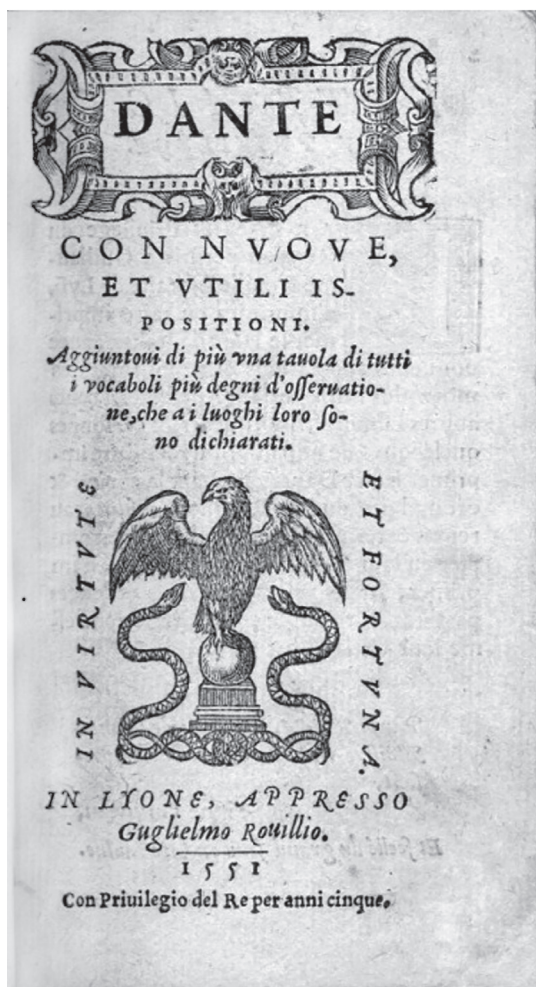 DANTE
CON NVOVE,
ET VTILI IS-
POSITIONI.
Aggiuntoui di più vna tauola di tutti
i vocaboli più degni d'osseruatio-
ne, che a i luoghi loro so-
no dichiarati.
IN VIRTVTE
ET FORTVNA.
IN LYONE, APPRESSO
Guglielmo Rouillio.
1551
Con Priuilegio del Re per anni cinque.